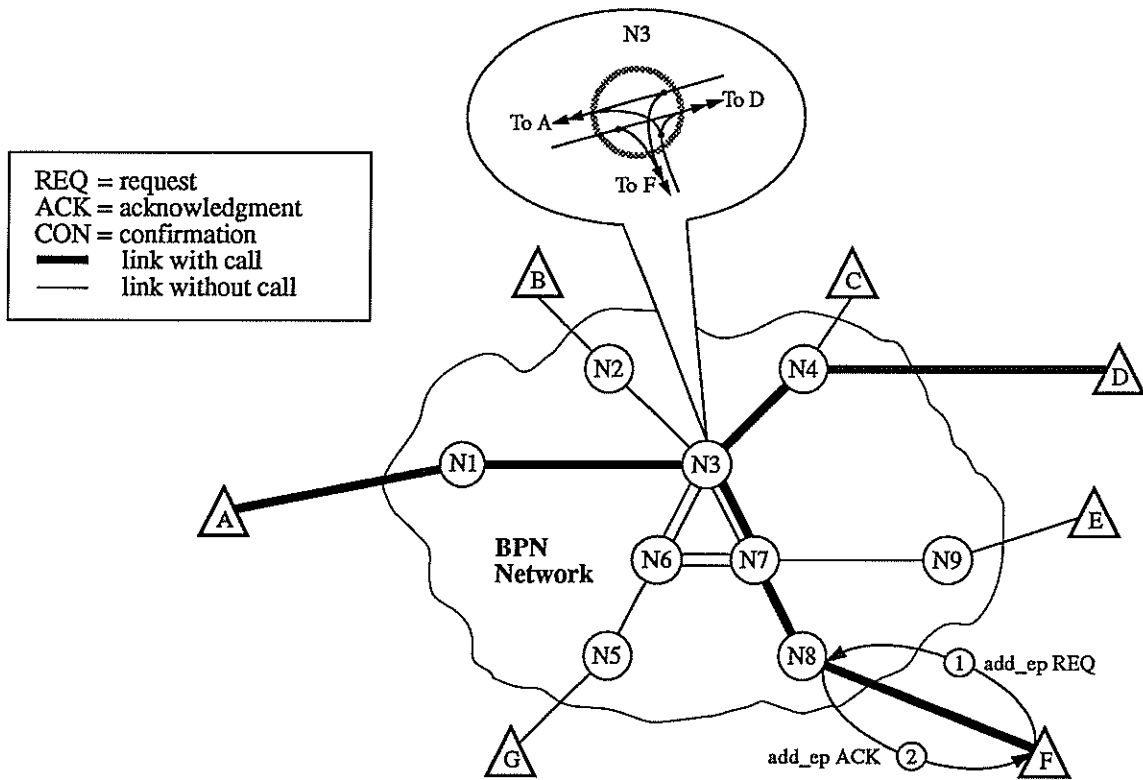 N3
To A
To D
To F
REQ = request
ACK = acknowledgment
CON = confirmation
link with call
link without call
B
C
N2
N4
D
N1
N3
A
E
BPN
Network
N6
N7
N9
N5
N8
1
add_ep REQ
G
add_ep ACK
2
F